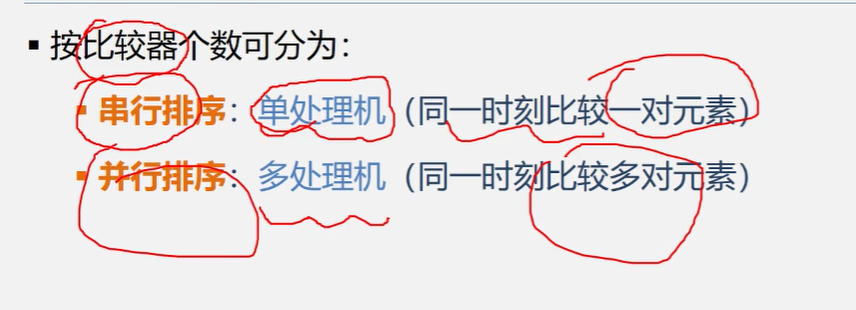 ▪ 按比较器个数可分为：
▪ 串行排序：单处理机（同一时刻比较一对元素）
▪ 并行排序：多处理机（同一时刻比较多对元素）